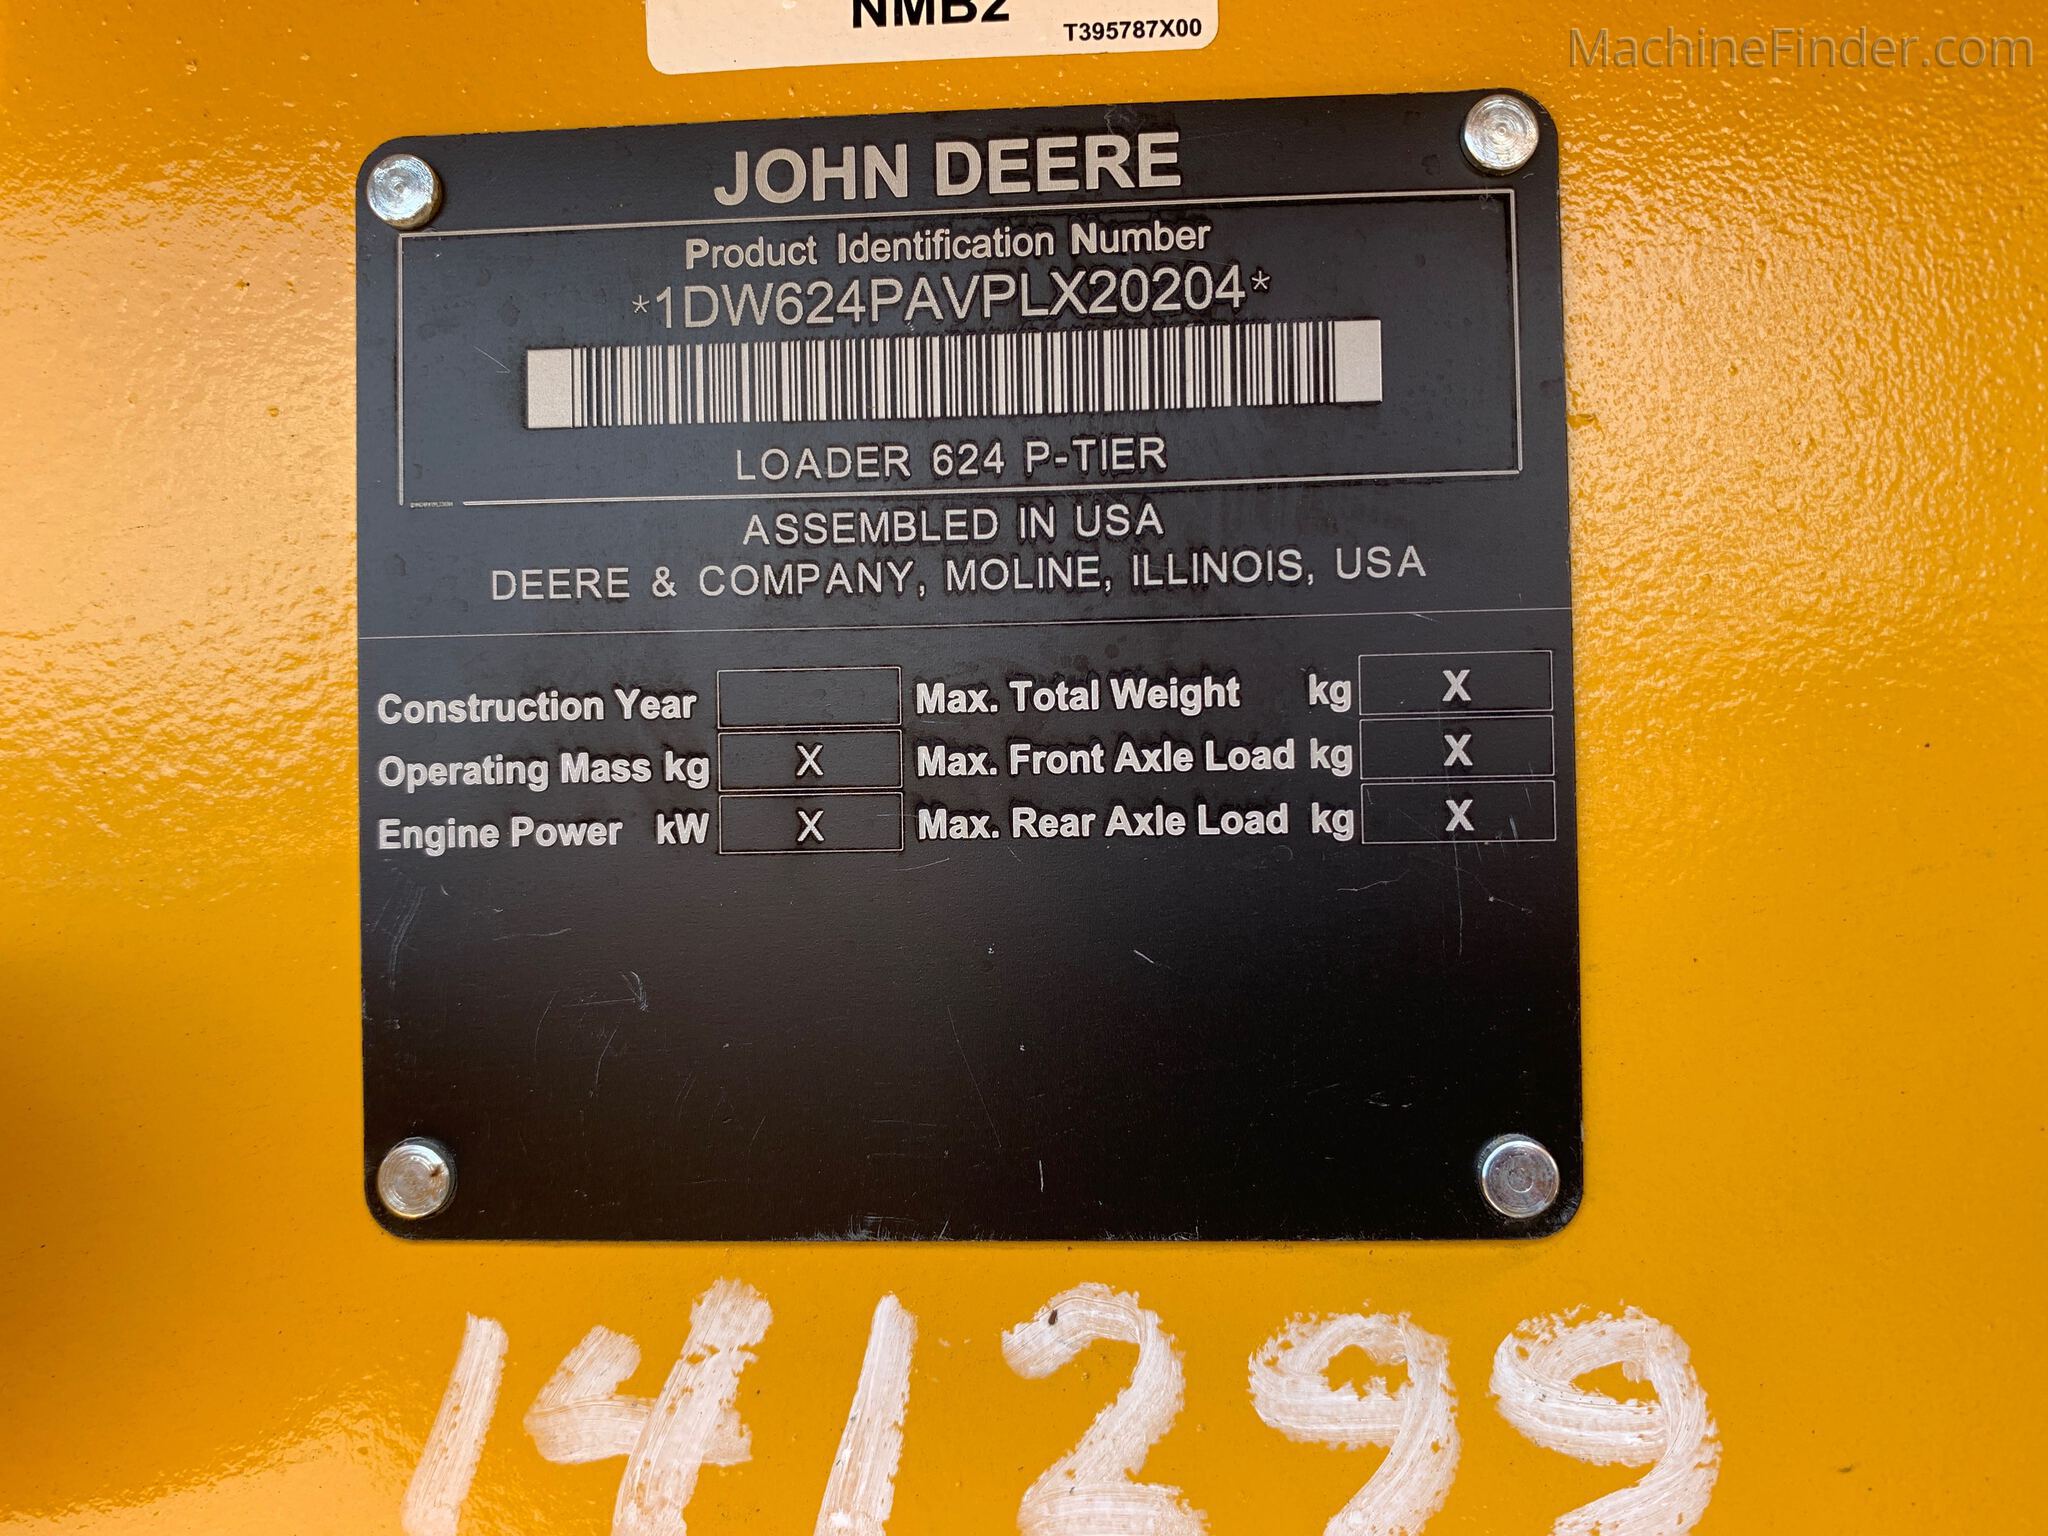 NMB2
T395787X00
MachineFinder.com
JOHN DEERE
Product Identification Number
*1DW624PAVPLX20204*
LOADER 624 P-TIER
ASSEMBLED IN USA
DEERE & COMPANY, MOLINE, ILLINOIS, USA
Construction Year
Max. Total Weight kg X
Operating Mass kg X
Max. Front Axle Load kg X
Engine Power kW X
Max. Rear Axle Load kg X
141299